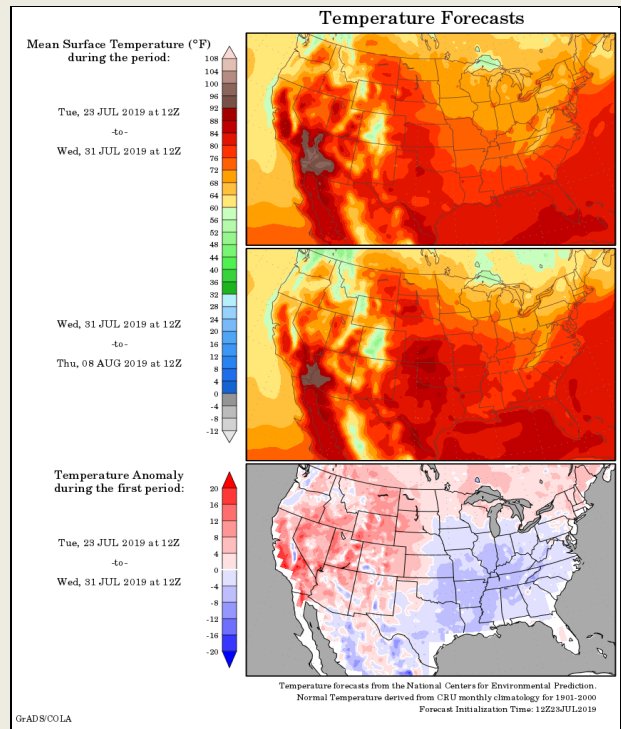 Temperature Forecasts
Mean Surface Temperature (°F)
during the period:
Tue, 23 JUL 2019 at 12Z
-to-
Wed, 31 JUL 2019 at 12Z
108
104
100
96
92
88
84
80
76
72
68
64
60
56
52
48
44
40
36
32
28
24
20
16
12
8
4
0
-4
-8
-12
Wed, 31 JUL 2019 at 12Z
-to-
Thu, 08 AUG 2019 at 12Z
Temperature Anomaly
during the first period:
Tue, 23 JUL 2019 at 12Z
-to-
Wed, 31 JUL 2019 at 12Z
20
16
12
8
4
0
-4
-8
-12
-16
-20
Temperature forecasts from the National Centers for Environmental Prediction.
Normal Temperature derived from CRU monthly climatology for 1901-2000
Forecast Initialization Time: 12Z23JUL2019
GrADS/COLA